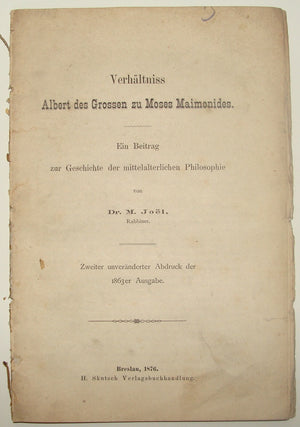 Verhältniss
Albert des Grossen zu Moses Maimonides.
Ein Beitrag
zur Geschichte der mittelalterlichen Philosophie
von
Dr. M. Joël,
Rabbiner.
Zweiter unveränderter Abdruck der
1863er Ausgabe.
Breslau, 1876.
H. Skutsch Verlagsbuchhandlung.